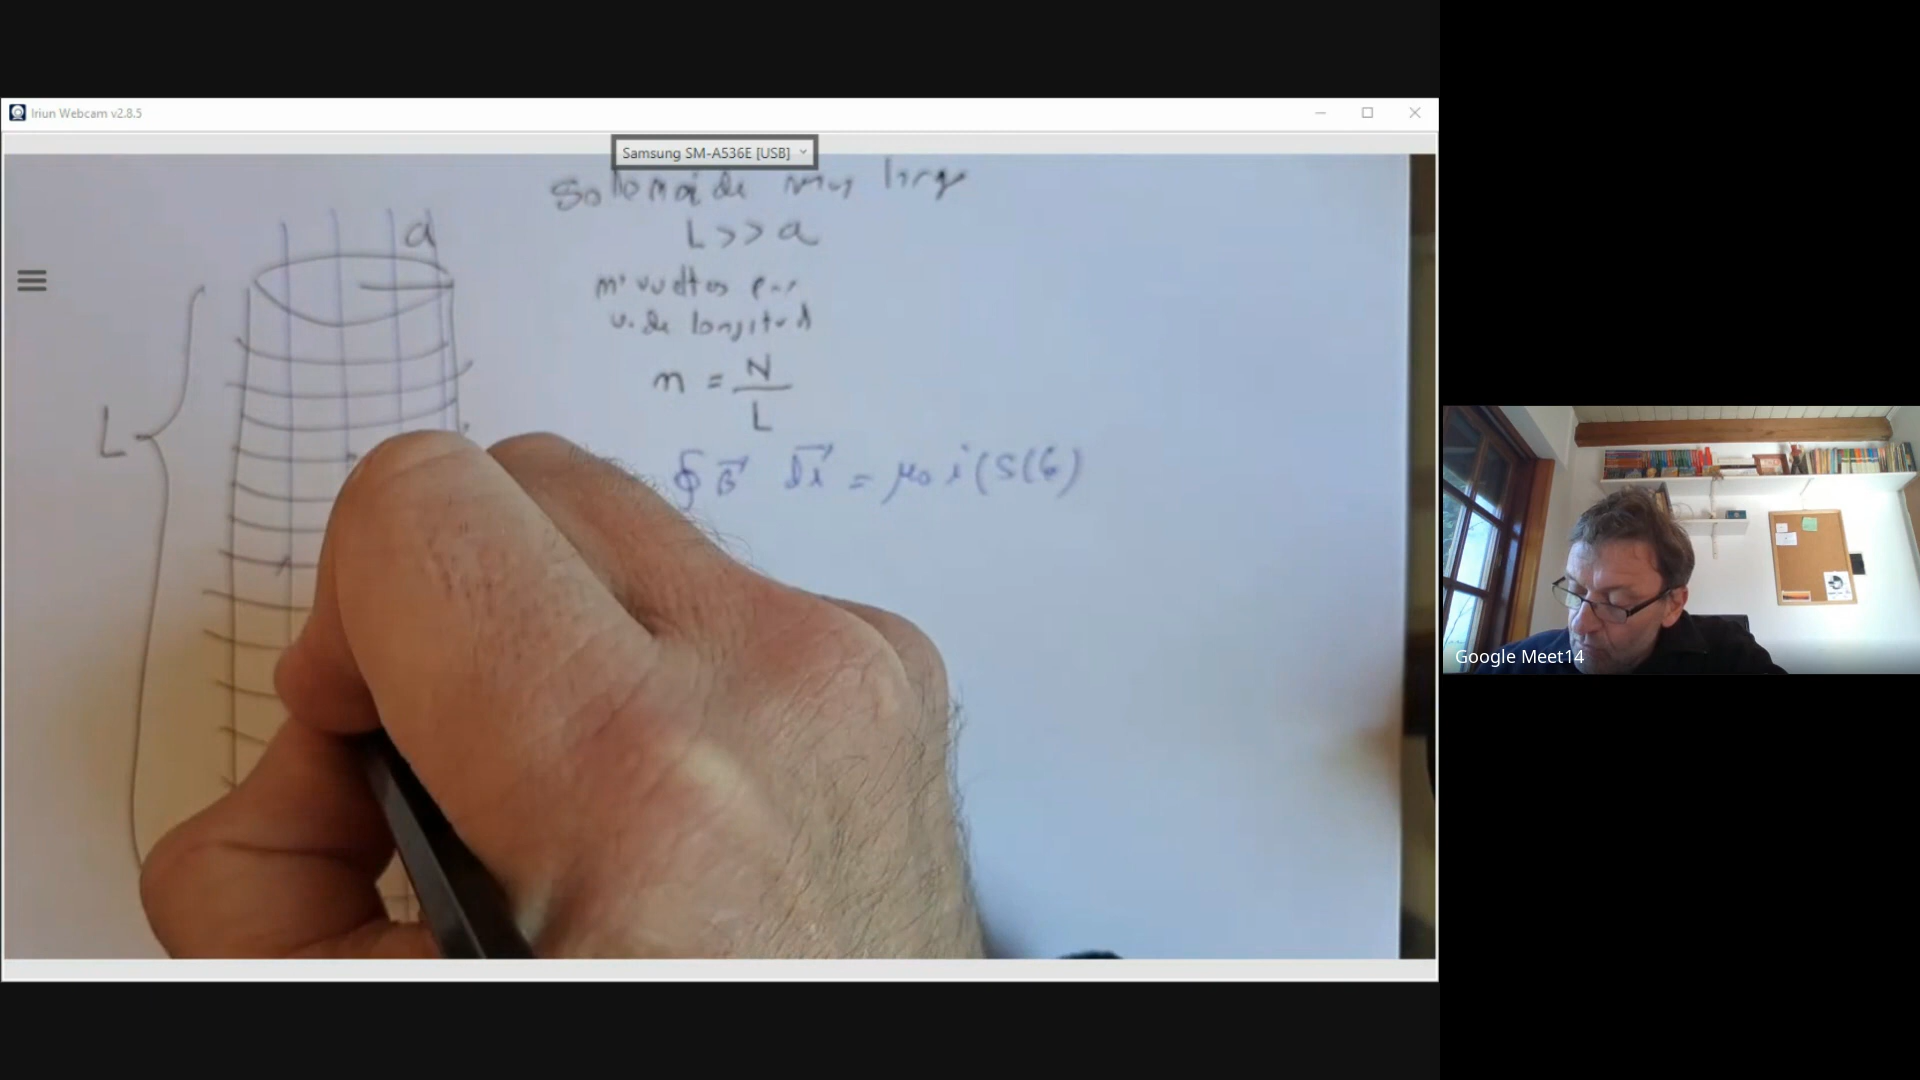 Iriun Webcam v2.8.5
Samsung SM-A536E [USB]
Solenoide muy largo
a
L >> a
nº vueltas por
u. de longitud
n = N / L
L
∮ B⃗ dl⃗ = μ₀ i (S(C)
Google Meet14